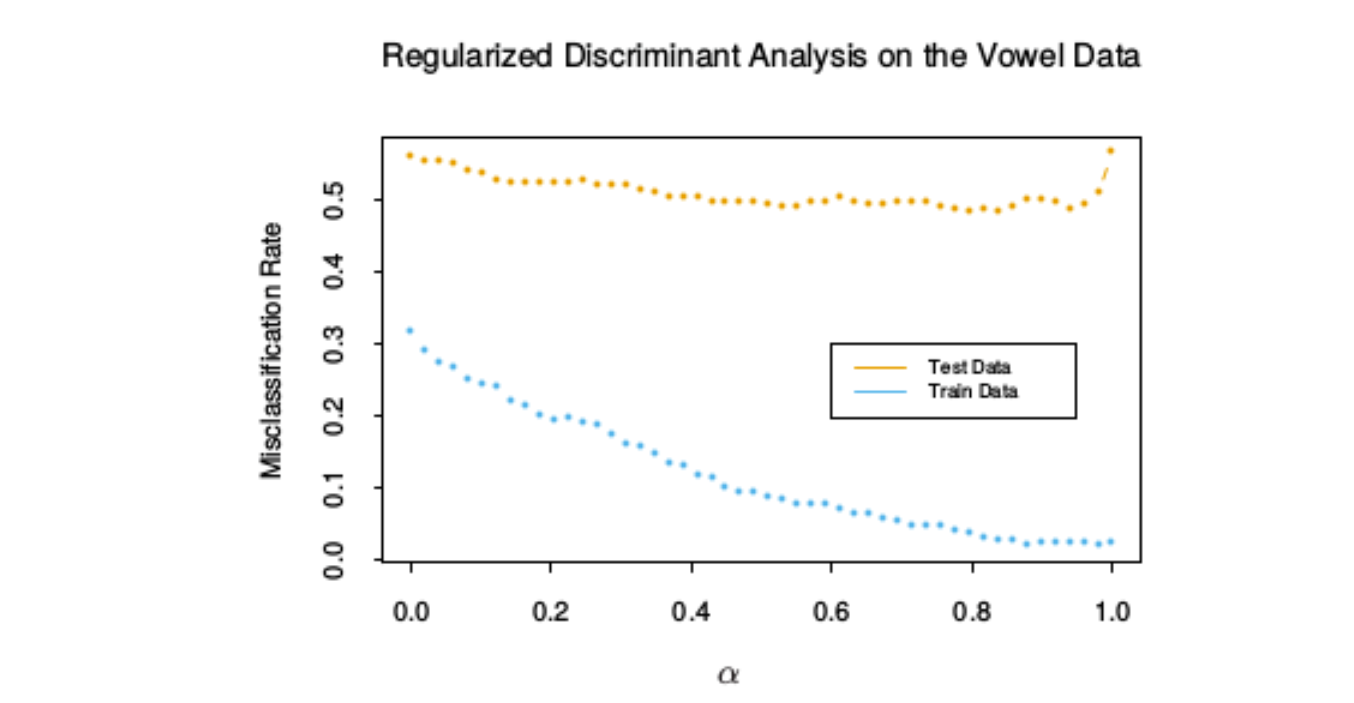 Regularized Discriminant Analysis on the Vowel Data
Misclassification Rate
0.5
0.4
0.3
0.2
0.1
0.0
Test Data
Train Data
0.0 0.2 0.4 0.6 0.8 1.0
α